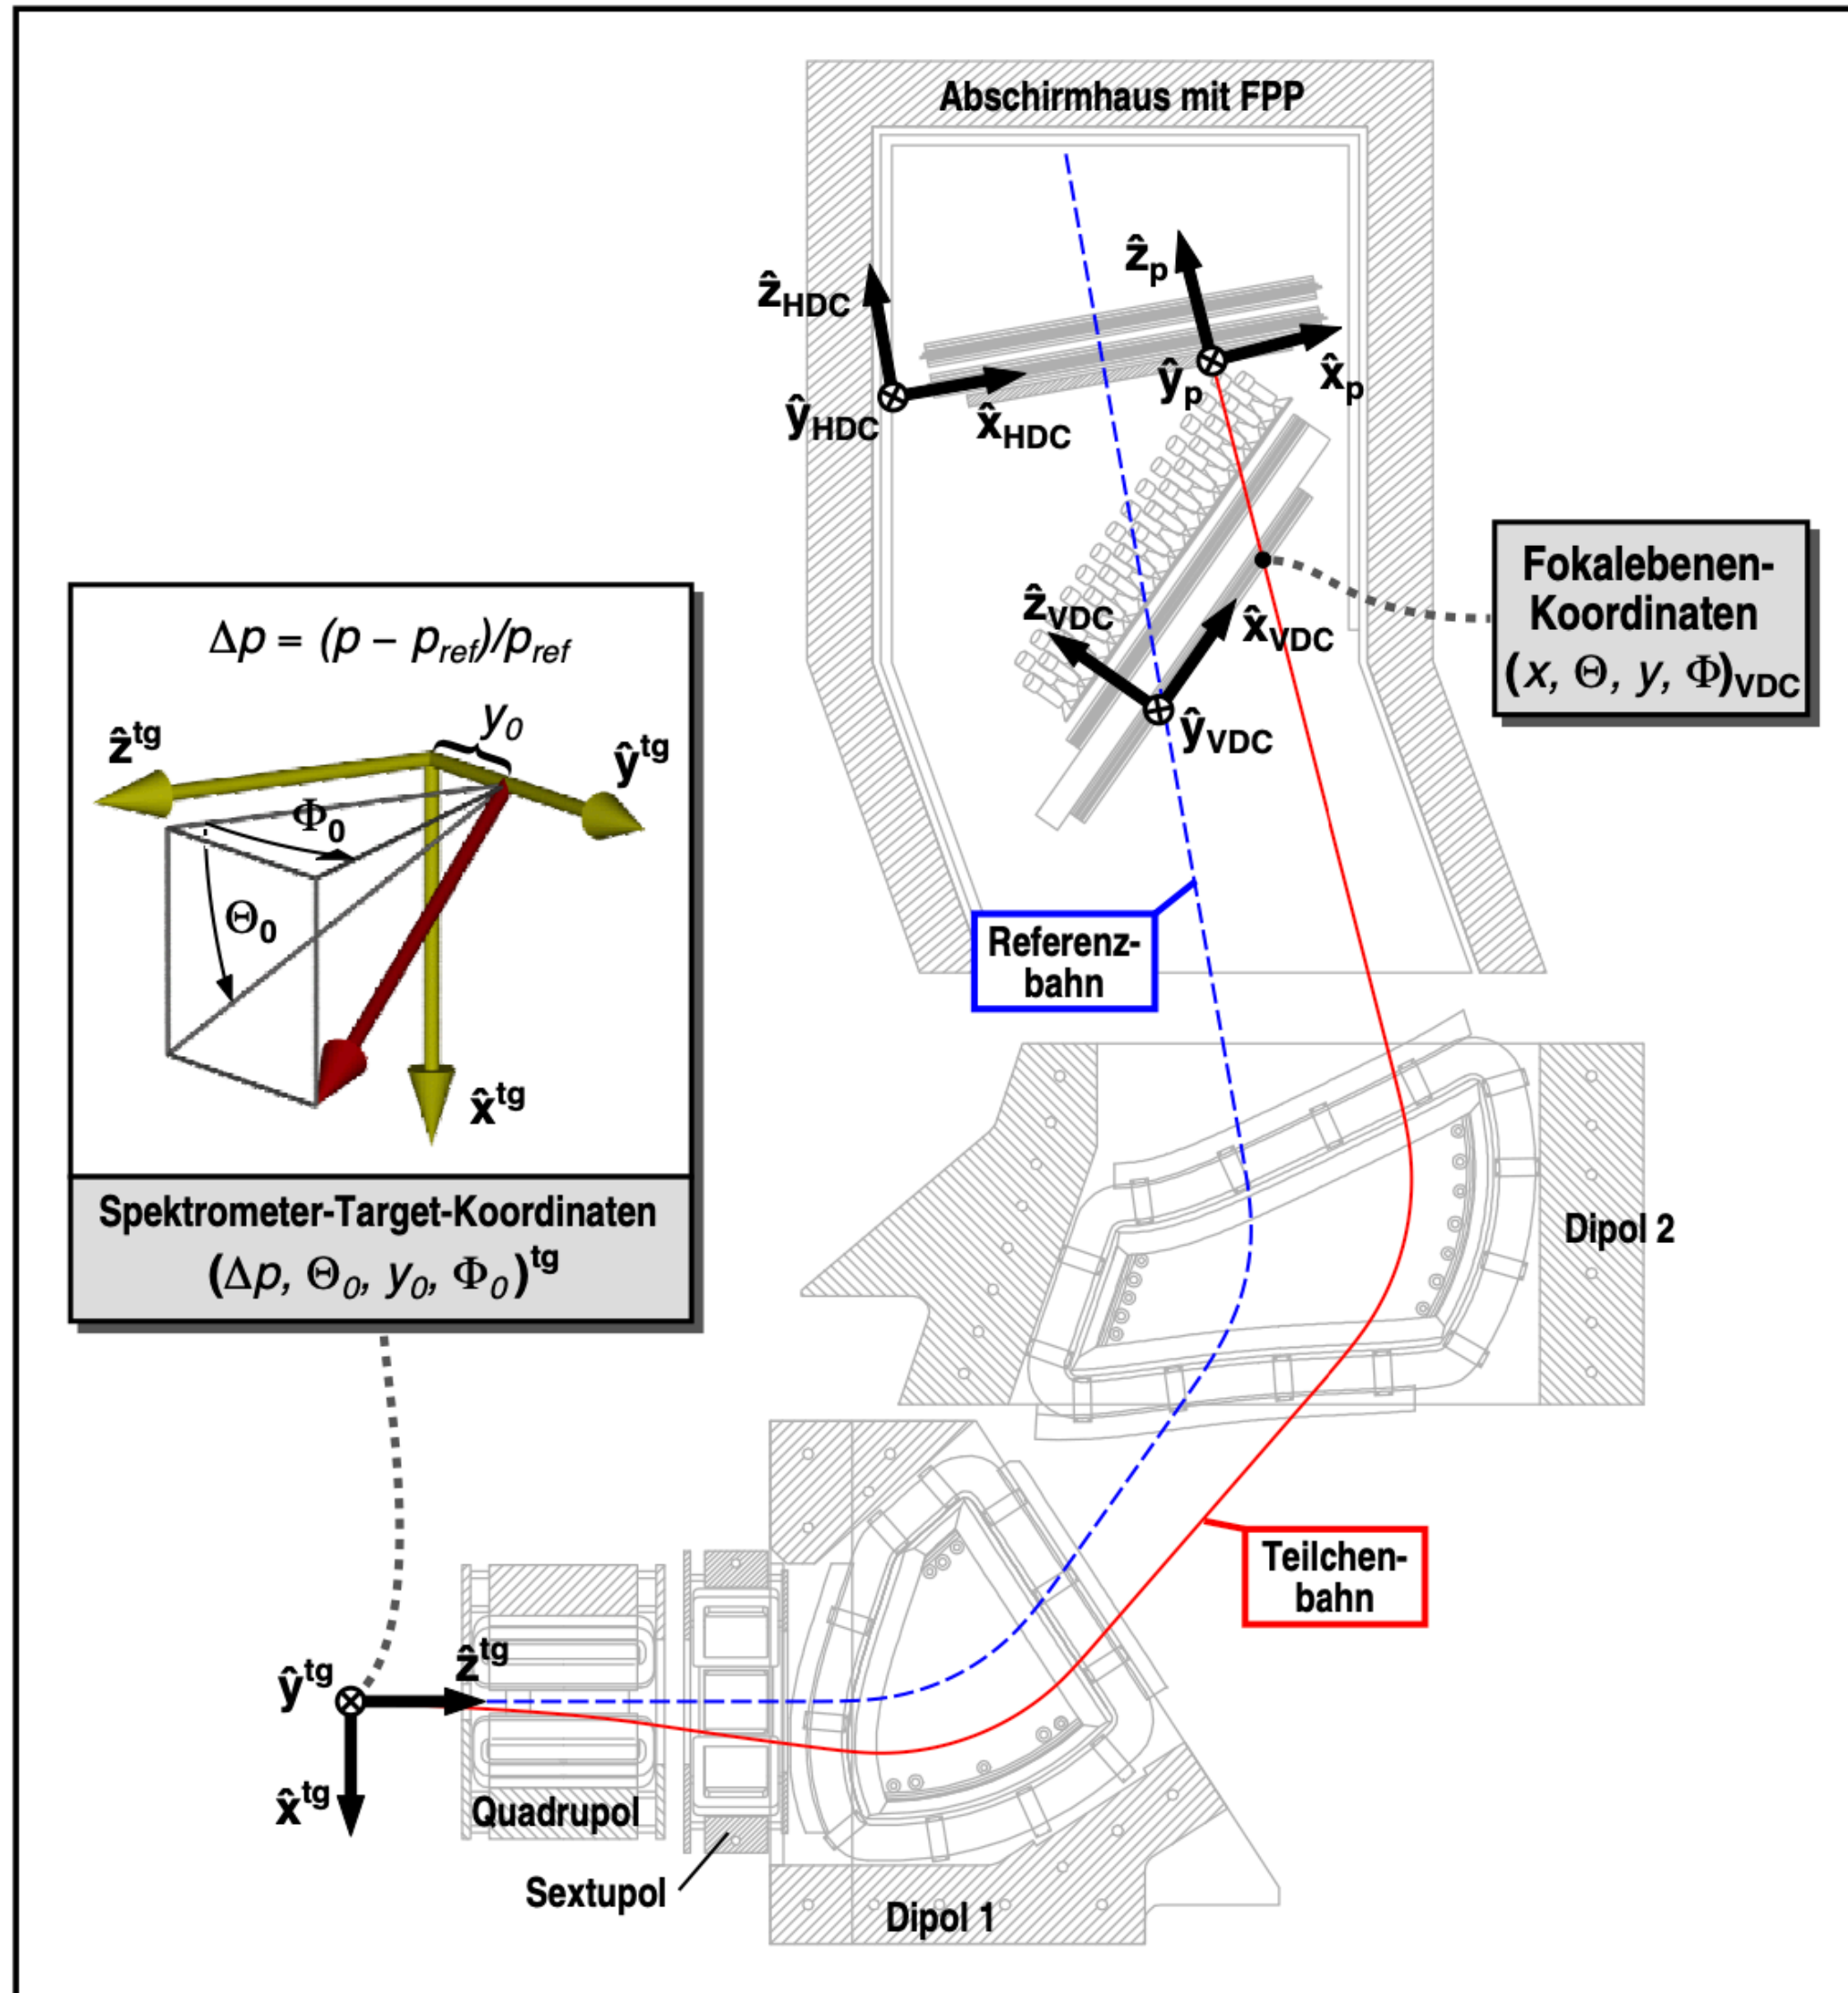 Abschirmhaus mit FPP
ẑp
ẑHDC
ŷp
x̂p
ŷHDC
x̂HDC
Fokalebenen-
Koordinaten
(x, Θ, y, Φ)VDC
ẑVDC
x̂VDC
ŷVDC
Δp = (p – pref)/pref
y0
ẑtg
ŷtg
Φ0
Θ0
x̂tg
Spektrometer-Target-Koordinaten
(Δp, Θ0, y0, Φ0)tg
Referenz-
bahn
Dipol 2
Teilchen-
bahn
ŷtg
ẑtg
x̂tg
Quadrupol
Sextupol
Dipol 1